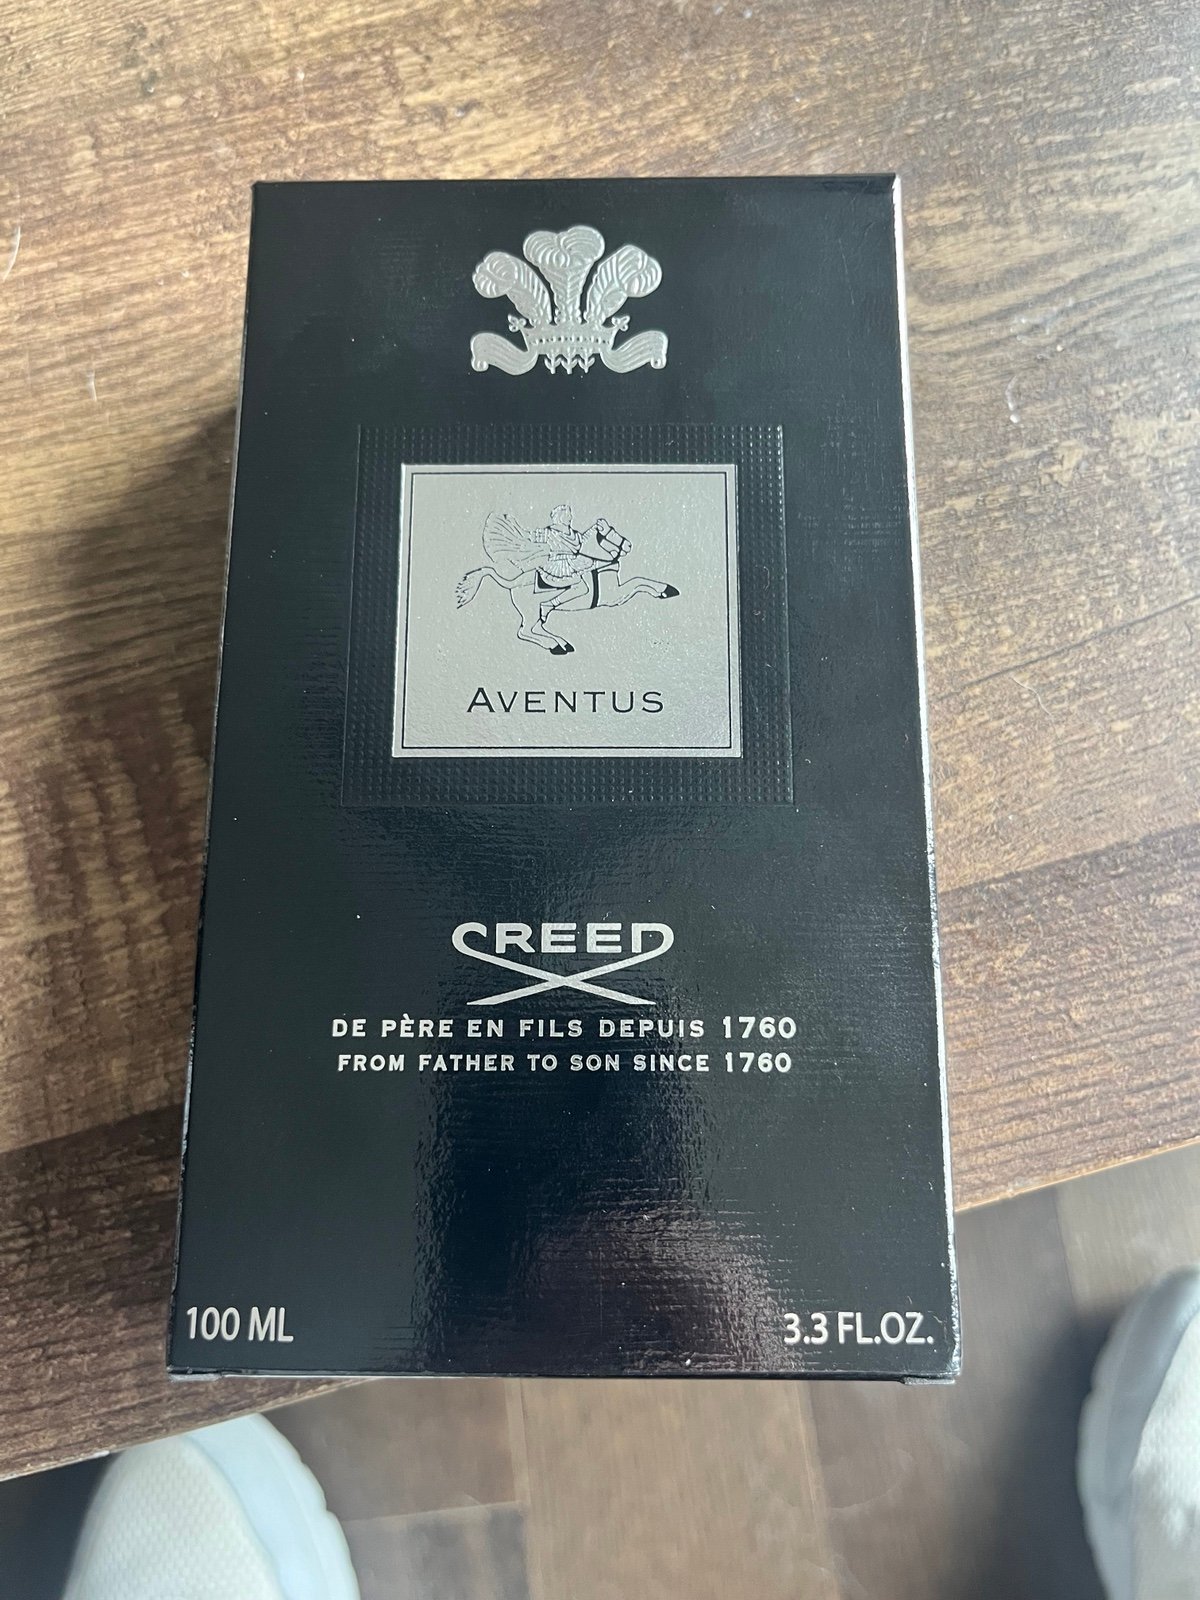 AVENTUS
CREED
DE PÈRE EN FILS DEPUIS 1760
FROM FATHER TO SON SINCE 1760
100 ML
3.3 FL.OZ.